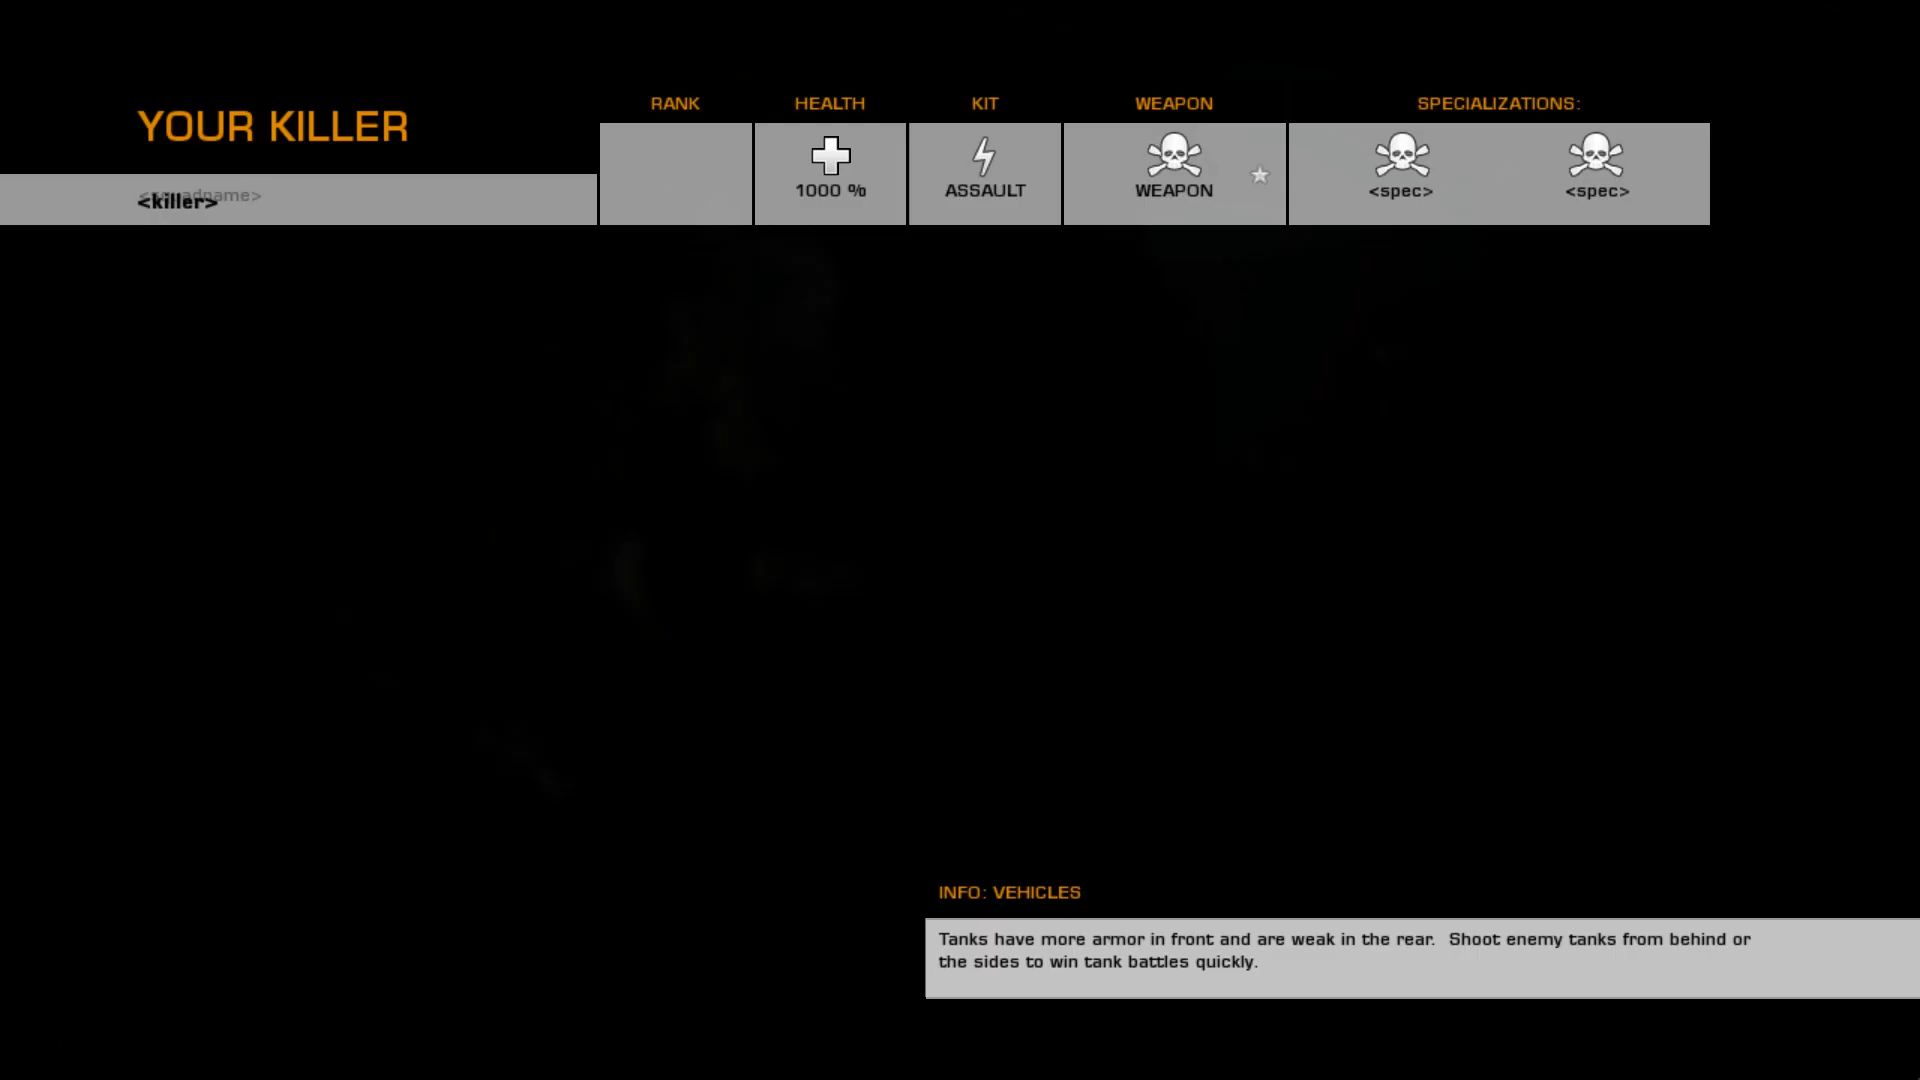 YOUR KILLER
<squadname>
<killer>
RANK
HEALTH
1000 %
KIT
ASSAULT
WEAPON
WEAPON
SPECIALIZATIONS:
<spec>
<spec>
INFO: VEHICLES
Tanks have more armor in front and are weak in the rear.  Shoot enemy tanks from behind or
the sides to win tank battles quickly.